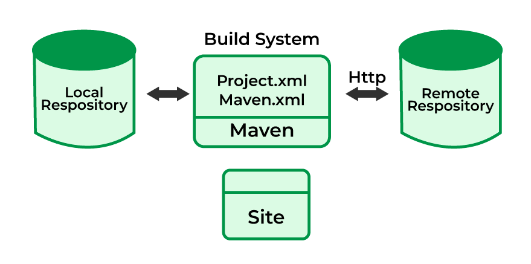 Build System
Local
Respository
Project.xml
Maven.xml
Maven
Http
Remote
Respository
Site